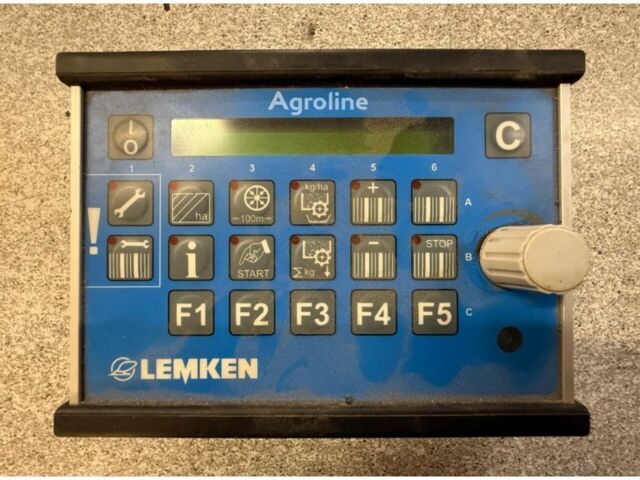 Agroline
I
O
C
1 2 3 4 5 6
ha
←100m→
kg/ha
+
A
!
i
START
Σkg
-
STOP
B
F1 F2 F3 F4 F5
C
LEMKEN